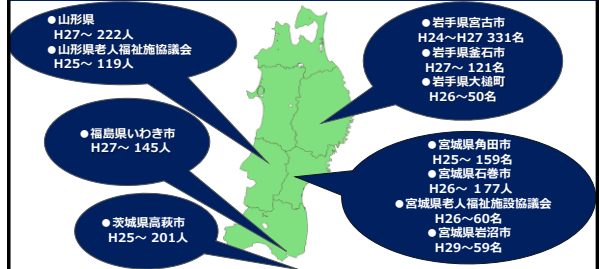 ●山形県
H27～ 222人
●山形県老人福祉施協議会
H25～ 119人
●岩手県宮古市
H24～H27 331名
●岩手県釜石市
H27～ 121名
●岩手県大槌町
H26～50名
●福島県いわき市
H27～ 145人
●宮城県角田市
H25～ 159名
●宮城県石巻市
H26～ 177人
●宮城県老人福祉施設協議会
H26～60名
●宮城県岩沼市
H29～59名
●茨城県高萩市
H25～ 201人